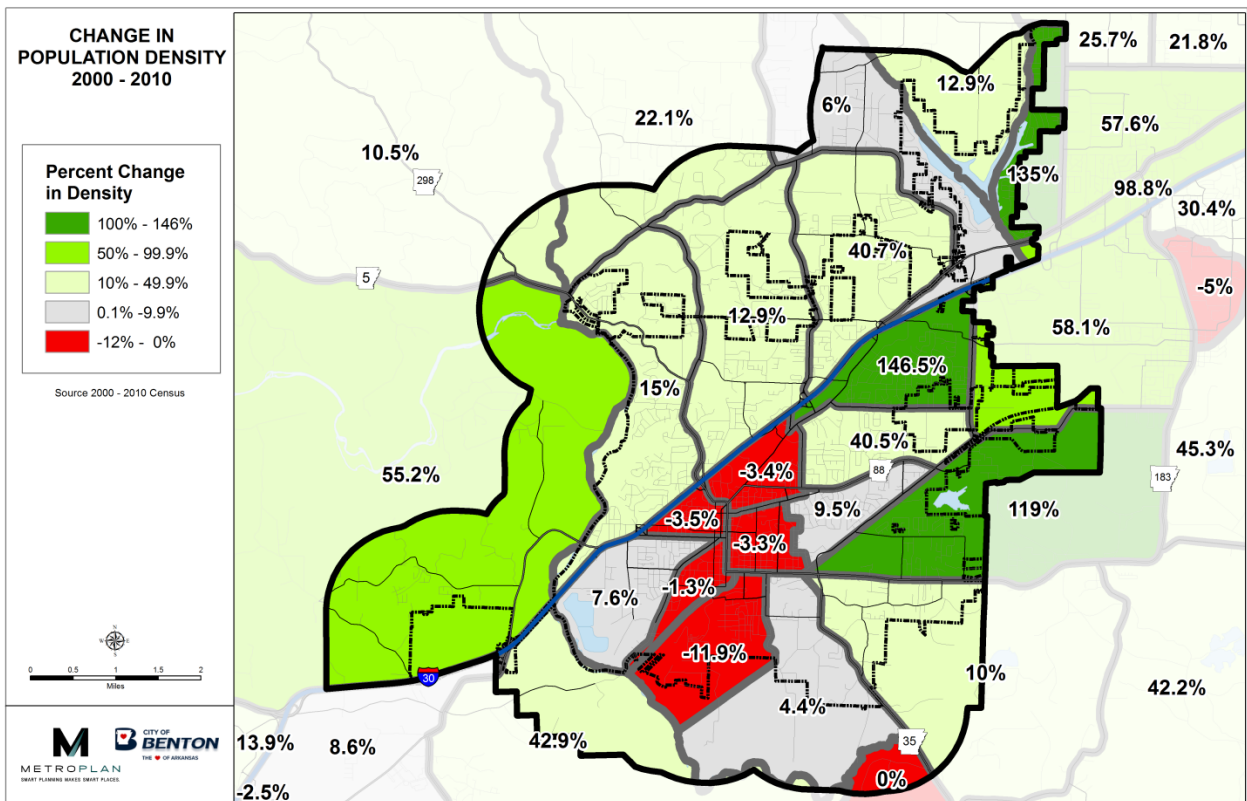 CHANGE IN
POPULATION DENSITY
2000 - 2010
Percent Change
in Density
100% - 146%
50% - 99.9%
10% - 49.9%
0.1% -9.9%
-12% - 0%
Source 2000 - 2010 Census
N
W
E
S
0 0.5 1 2
Miles
METROPLAN
SMART PLANNING MAKES SMART PLACES.
CITY OF
BENTON
THE ♥ OF ARKANSAS
25.7%
21.8%
12.9%
6%
22.1%
57.6%
10.5%
298
135%
98.8%
30.4%
40.7%
5
-5%
12.9%
58.1%
146.5%
15%
40.5%
45.3%
55.2%
-3.4%
88
183
9.5%
119%
-3.5%
-3.3%
-1.3%
7.6%
-11.9%
10%
30
42.2%
4.4%
13.9%
8.6%
42.9%
35
0%
-2.5%